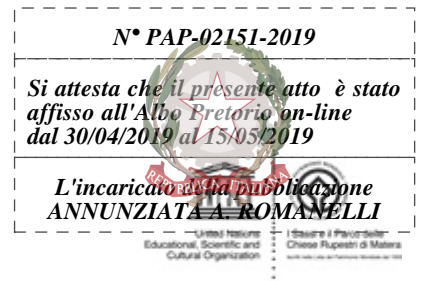 N° PAP-02151-2019
Si attesta che il presente atto è stato
affisso all'Albo Pretorio on-line
dal 30/04/2019 al 15/05/2019
L'incaricato della pubblicazione
ANNUNZIATA A. ROMANELLI
REPVBBLICA ITALIANA
United Nations
Educational, Scientific and
Cultural Organization
I Sassi e il Parco delle
Chiese Rupestri di Matera